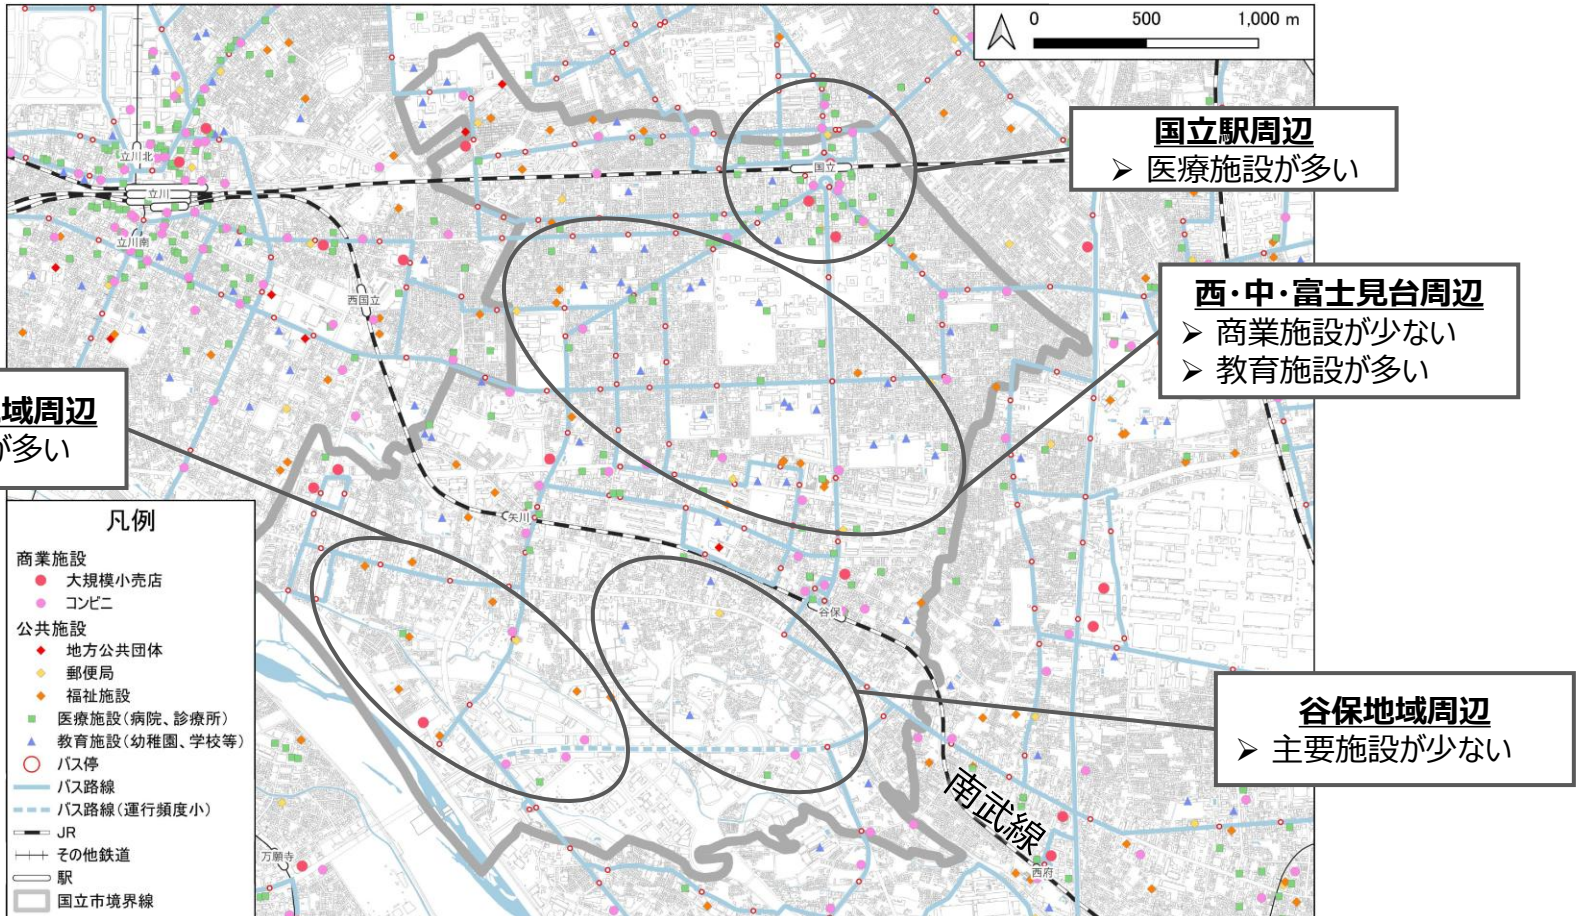 0 500 1,000 m
国立駅周辺
➢ 医療施設が多い
西・中・富士見台周辺
➢ 商業施設が少ない
➢ 教育施設が多い
域周辺
が多い
谷保地域周辺
➢ 主要施設が少ない
立川北
立川
立川南
西国立
国立
矢川
谷保
南武線
西府
万願寺
凡例
商業施設
大規模小売店
コンビニ
公共施設
地方公共団体
郵便局
福祉施設
医療施設(病院、診療所)
教育施設(幼稚園、学校等)
バス停
バス路線
バス路線(運行頻度小)
JR
その他鉄道
駅
国立市境界線